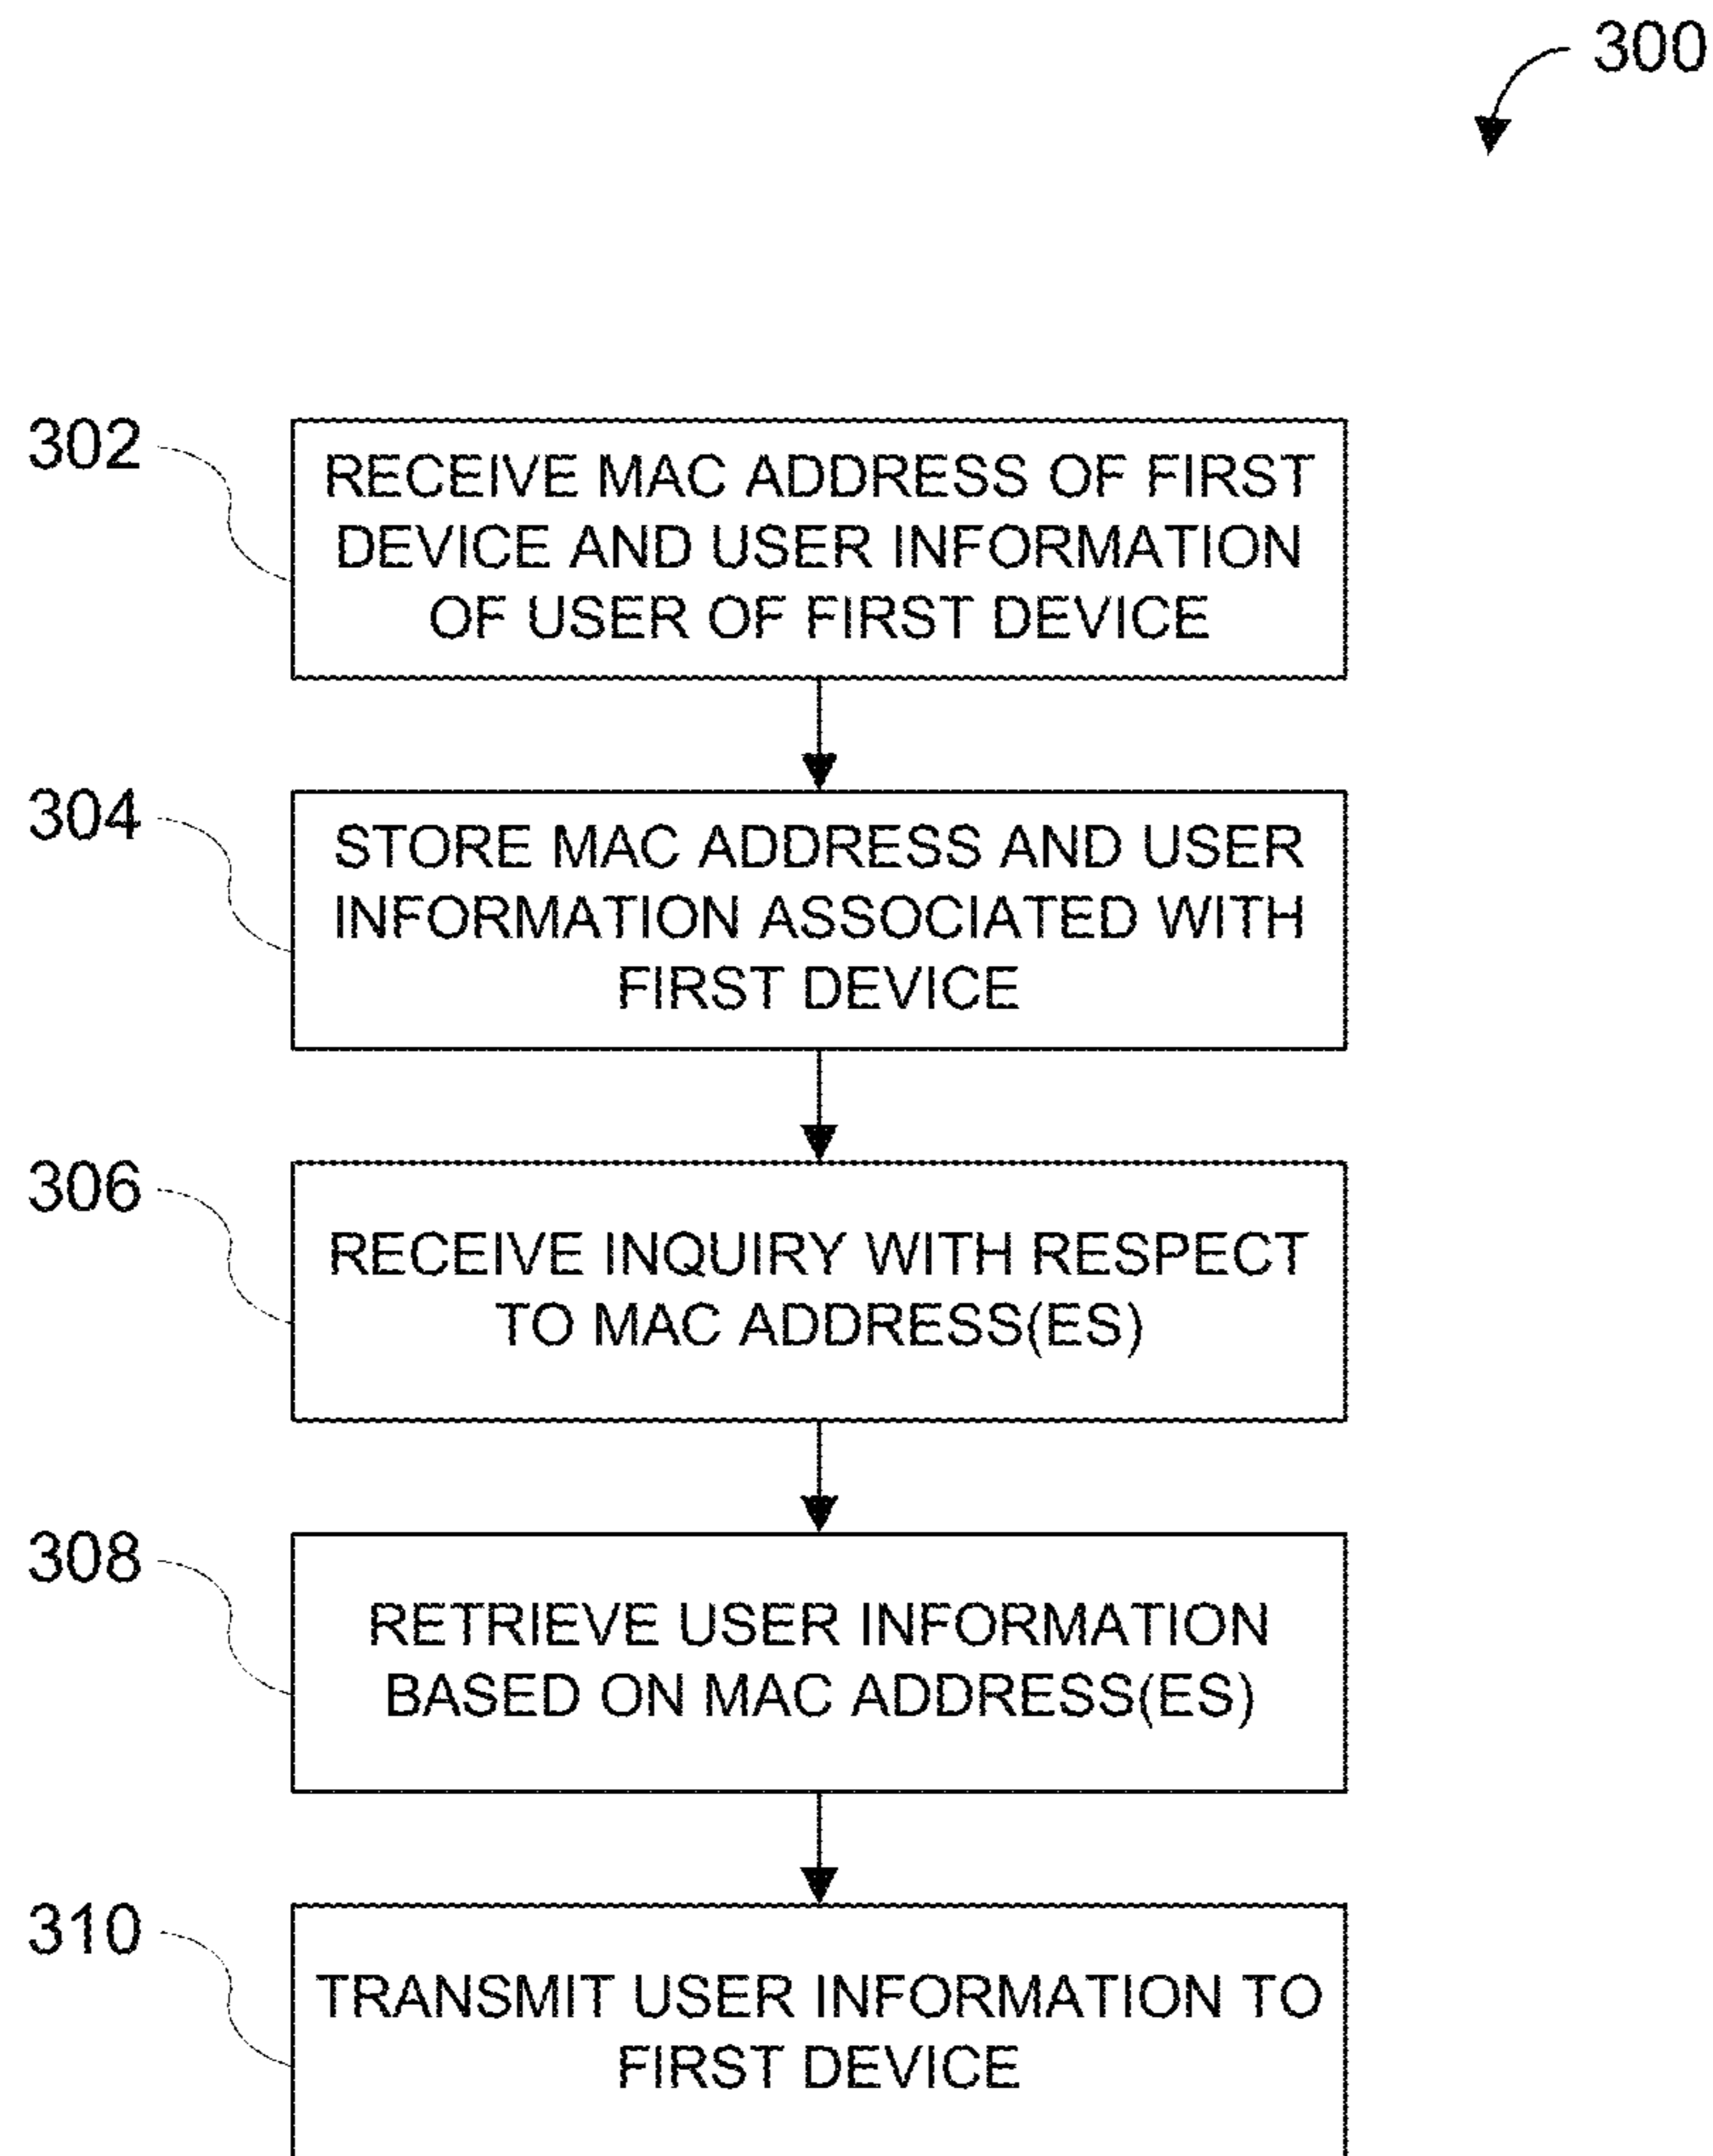 300
302
RECEIVE MAC ADDRESS OF FIRST
DEVICE AND USER INFORMATION
OF USER OF FIRST DEVICE
304
STORE MAC ADDRESS AND USER
INFORMATION ASSOCIATED WITH
FIRST DEVICE
306
RECEIVE INQUIRY WITH RESPECT
TO MAC ADDRESS(ES)
308
RETRIEVE USER INFORMATION
BASED ON MAC ADDRESS(ES)
310
TRANSMIT USER INFORMATION TO
FIRST DEVICE